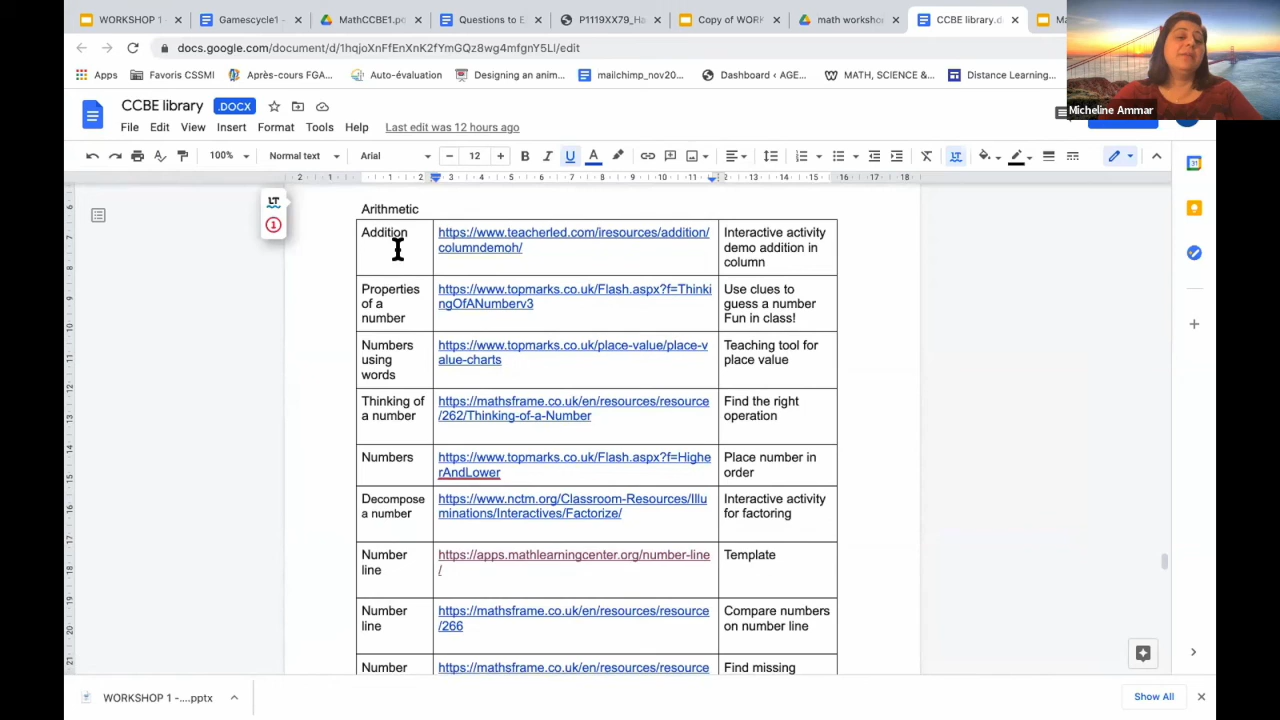 WORKSHOP 1 -
Gamescycle1 -
MathCCBE1.p
Questions to E
P1119XX79_Ha
Copy of WORK
math worksho
CCBE library.d
docs.google.com/document/d/1hqjoXnFfEnXnK2fYmGQz8wg4mfgnY5Ll/edit
Apps
Favoris CSSMI
Après-cours FGA...
Auto-évaluation
Designing an anim...
mailchimp_nov20...
Dashboard ‹ AGE...
MATH, SCIENCE &...
Distance Learning...
Micheline Ammar
CCBE library
.DOCX
File Edit View Insert Format Tools Help Last edit was 12 hours ago
100% Normal text Arial 12
Arithmetic
Addition
https://www.teacherled.com/iresources/addition/
columndemoh/
Interactive activity
demo addition in
column
Properties
of a
number
https://www.topmarks.co.uk/Flash.aspx?f=Thinki
ngOfANumberv3
Use clues to
guess a number
Fun in class!
Numbers
using
words
https://www.topmarks.co.uk/place-value/place-v
alue-charts
Teaching tool for
place value
Thinking of
a number
https://mathsframe.co.uk/en/resources/resource
/262/Thinking-of-a-Number
Find the right
operation
Numbers
https://www.topmarks.co.uk/Flash.aspx?f=Highe
rAndLower
Place number in
order
Decompose
a number
https://www.nctm.org/Classroom-Resources/Illu
minations/Interactives/Factorize/
Interactive activity
for factoring
Number
line
https://apps.mathlearningcenter.org/number-line
/
Template
Number
line
https://mathsframe.co.uk/en/resources/resource
/266
Compare numbers
on number line
Number
https://mathsframe.co.uk/en/resources/resource
Find missing
WORKSHOP 1 -....pptx
Show All